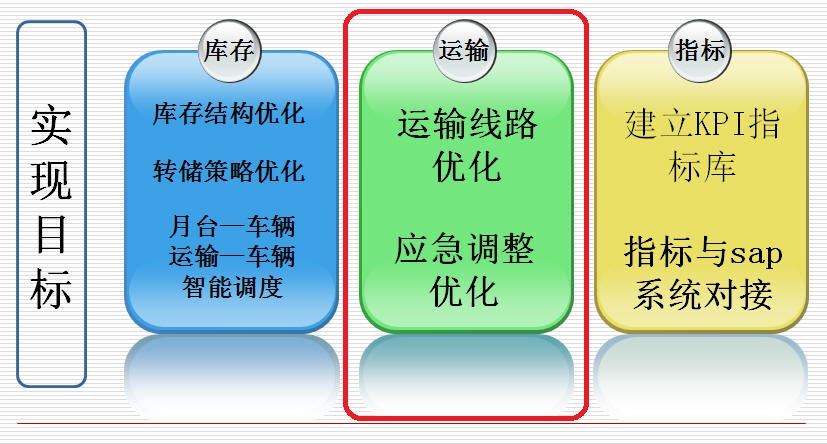 实现目标
库存
库存结构优化
转储策略优化
月台—车辆
运输—车辆
智能调度
运输
运输线路
优化
应急调整
优化
指标
建立KPI指
标库
指标与sap
系统对接